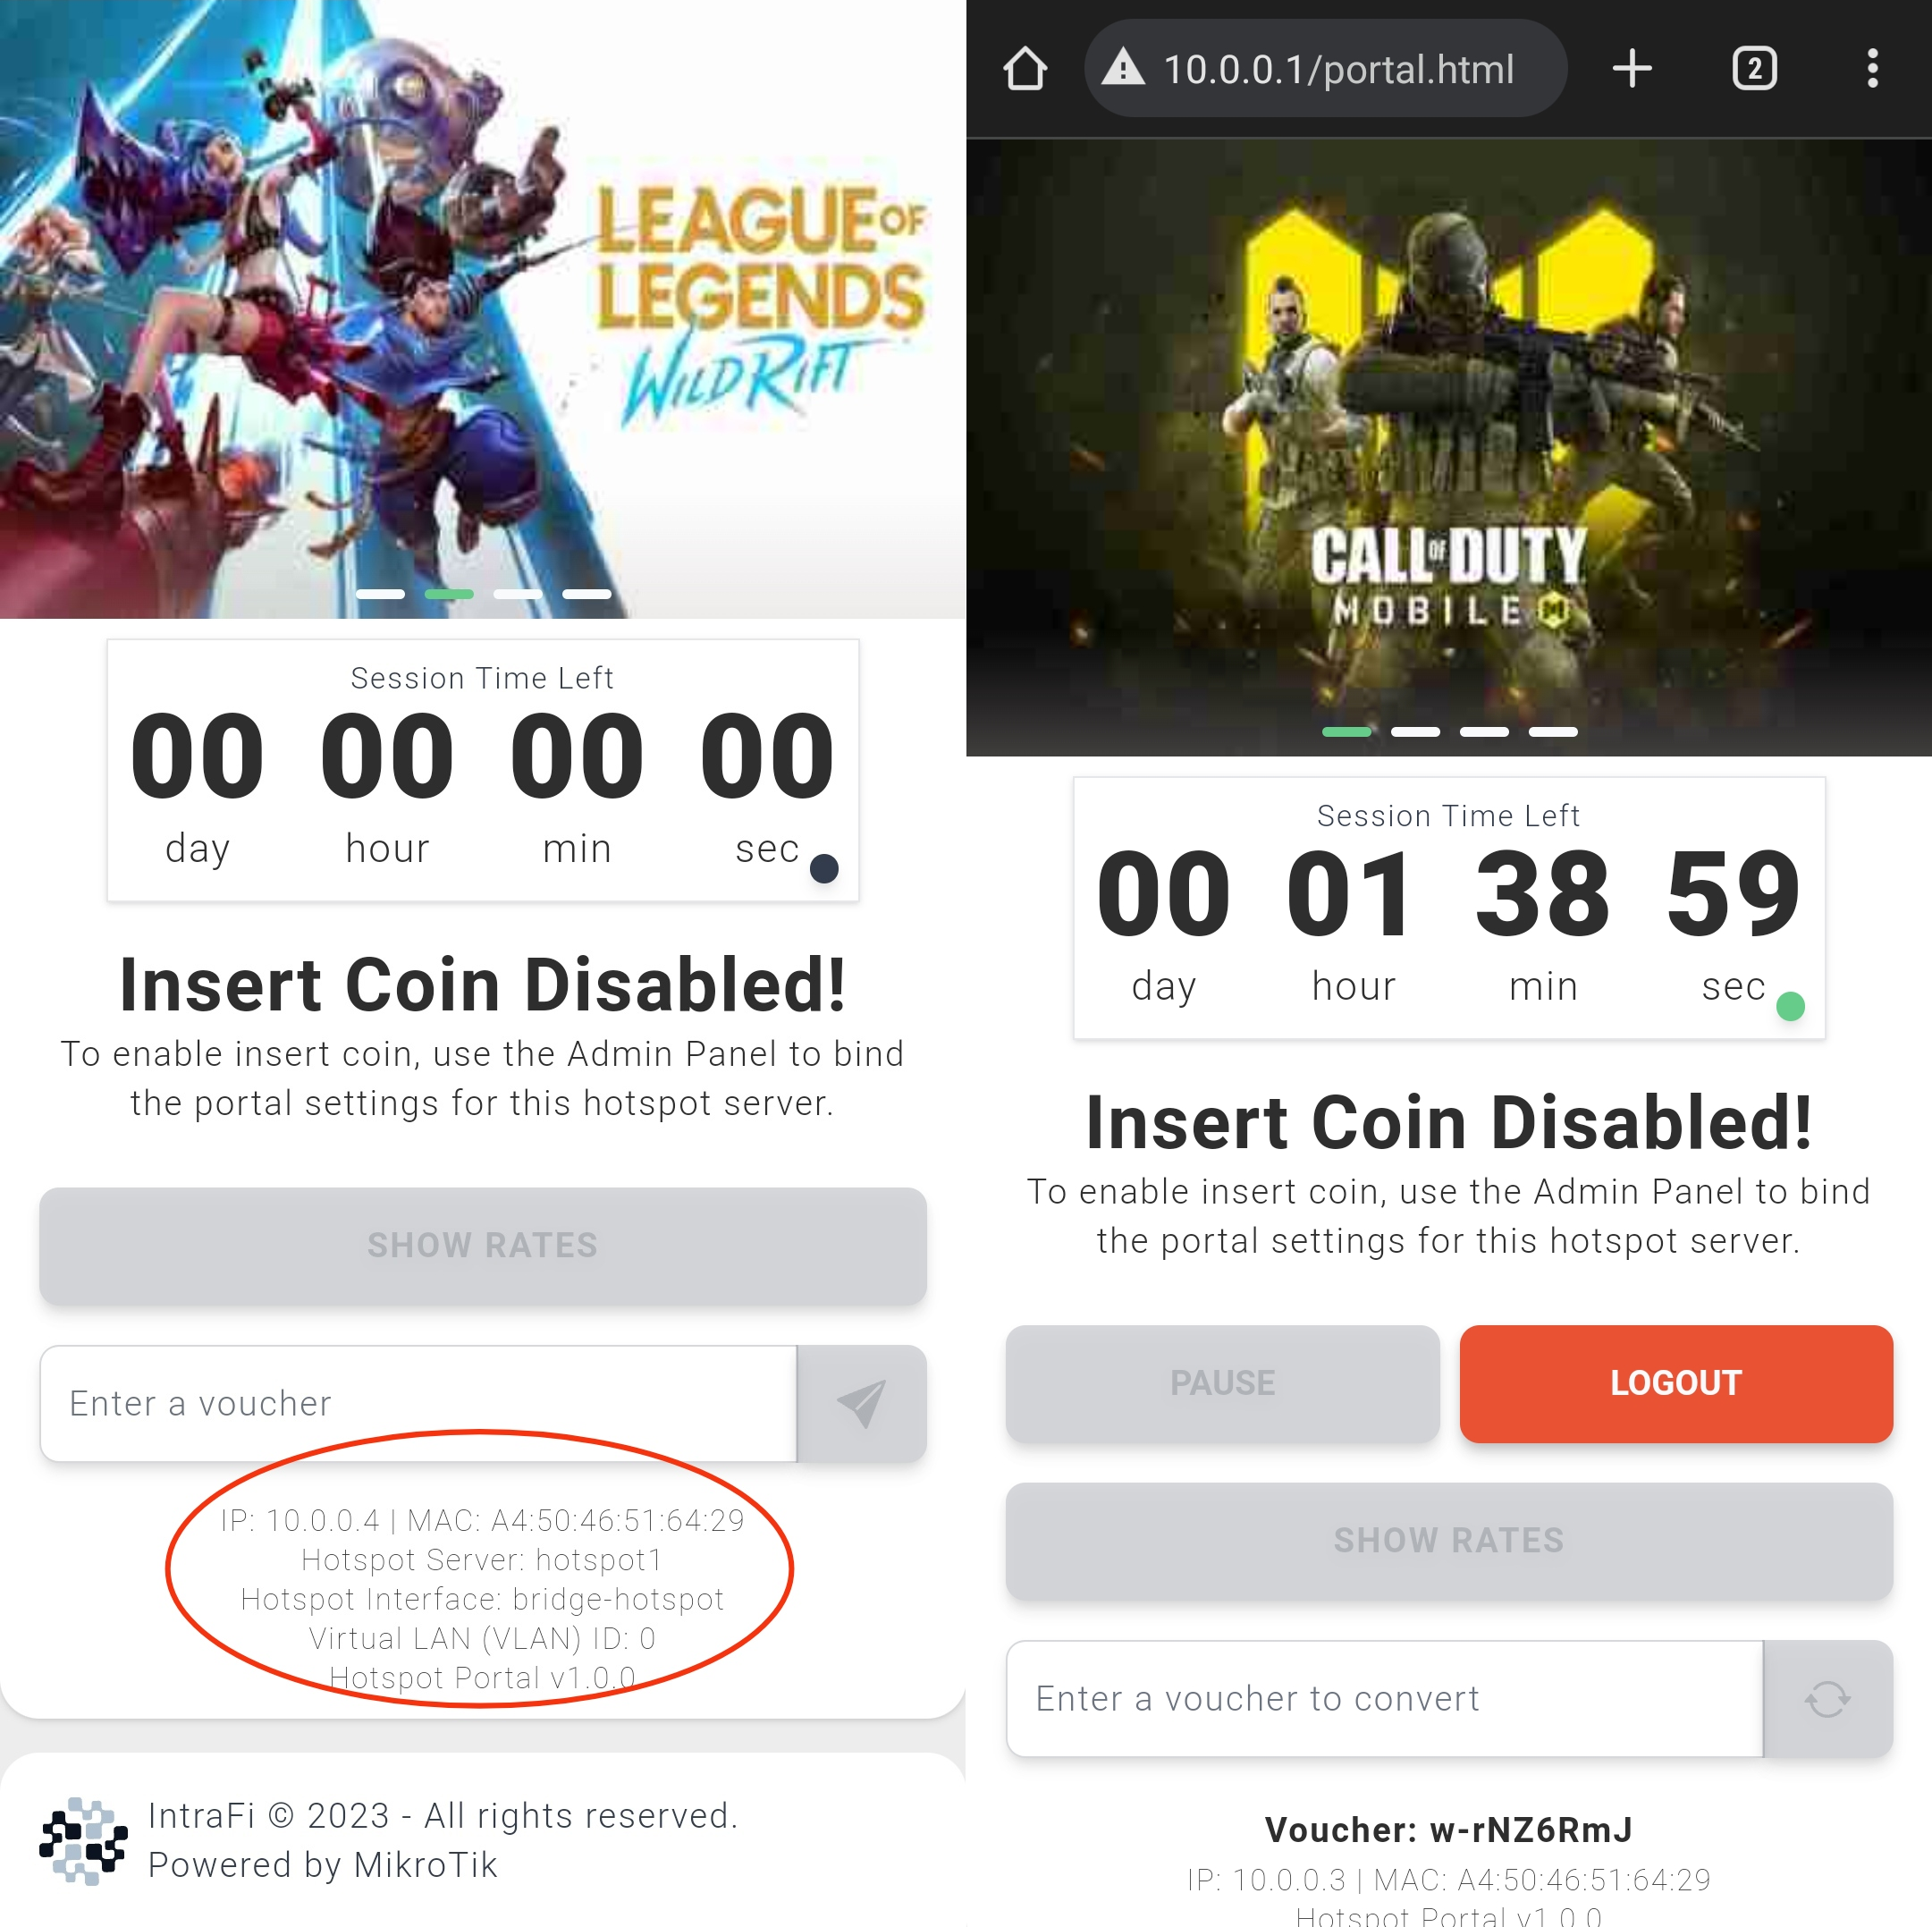 LEAGUE OF
LEGENDS
WILD RIFT
Session Time Left
00 00 00 00
day hour min sec
Insert Coin Disabled!
To enable insert coin, use the Admin Panel to bind
the portal settings for this hotspot server.
SHOW RATES
Enter a voucher
IP: 10.0.0.4 | MAC: A4:50:46:51:64:29
Hotspot Server: hotspot1
Hotspot Interface: bridge-hotspot
Virtual LAN (VLAN) ID: 0
Hotspot Portal v1.0.0
IntraFi © 2023 - All rights reserved.
Powered by MikroTik
10.0.0.1/portal.html
2
CALL OF DUTY
MOBILE
Session Time Left
00 01 38 59
day hour min sec
Insert Coin Disabled!
To enable insert coin, use the Admin Panel to bind
the portal settings for this hotspot server.
PAUSE LOGOUT
SHOW RATES
Enter a voucher to convert
Voucher: w-rNZ6RmJ
IP: 10.0.0.3 | MAC: A4:50:46:51:64:29
Hotspot Portal v1.0.0